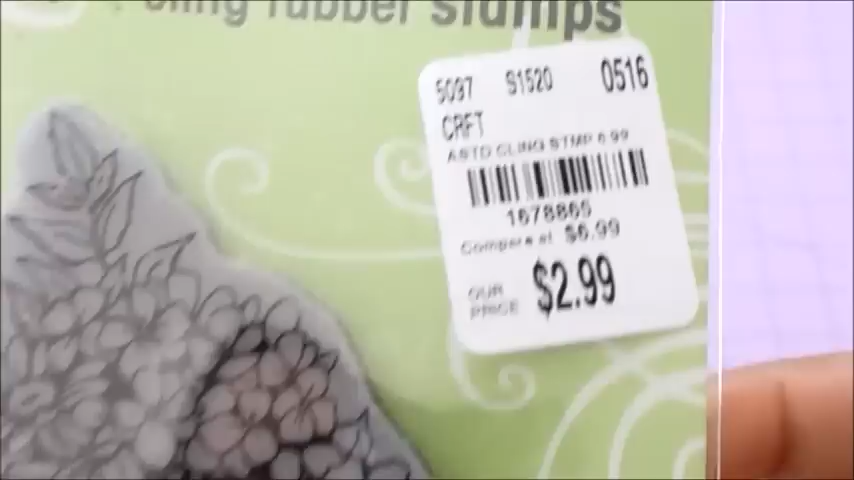 cling rubber stamps
5097 S1520 0516
CRFT
ASTD CLING STMP 6.99
1678865
Compare at $6.99
OUR
PRICE $2.99